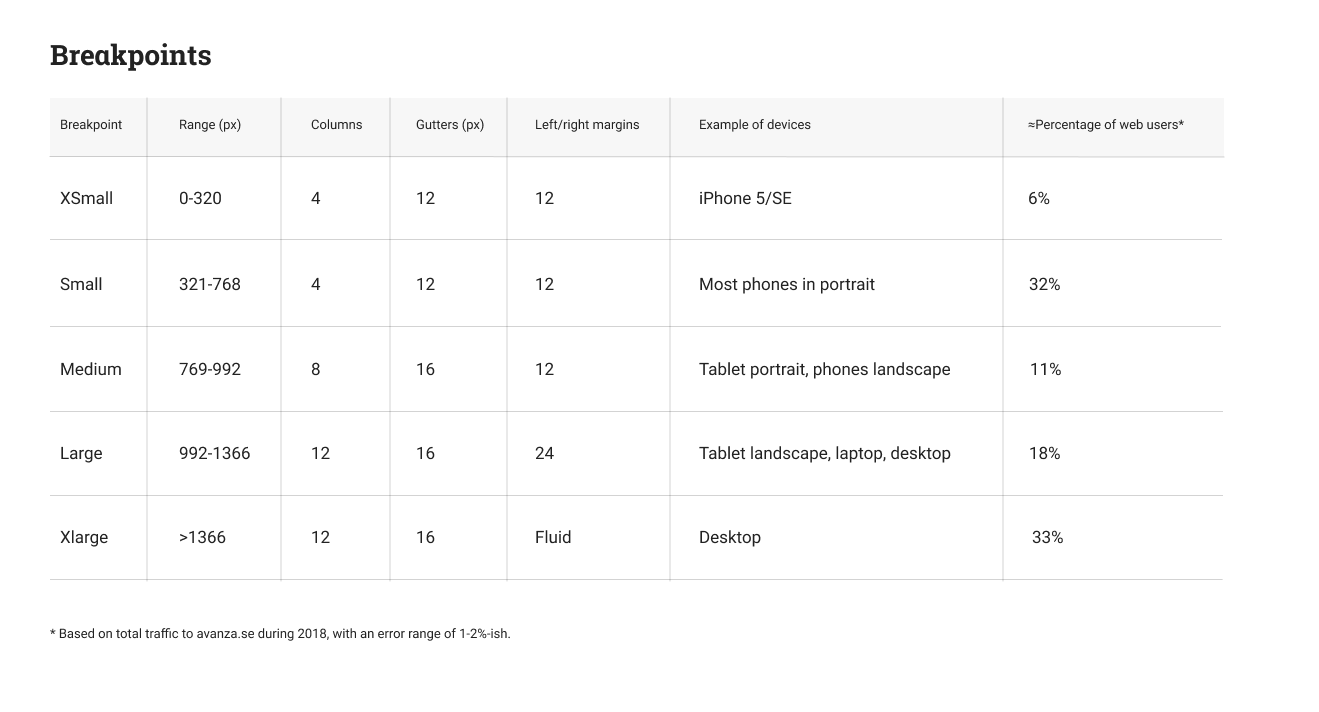 Breakpoints
Breakpoint Range (px) Columns Gutters (px) Left/right margins Example of devices ≈Percentage of web users*
XSmall 0-320 4 12 12 iPhone 5/SE 6%
Small 321-768 4 12 12 Most phones in portrait 32%
Medium 769-992 8 16 12 Tablet portrait, phones landscape 11%
Large 992-1366 12 16 24 Tablet landscape, laptop, desktop 18%
Xlarge >1366 12 16 Fluid Desktop 33%
* Based on total traffic to avanza.se during 2018, with an error range of 1-2%-ish.